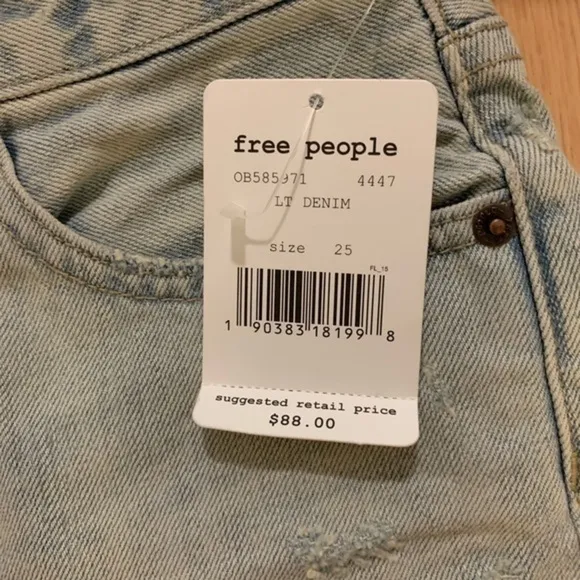 free people
OB585971 4447
LT DENIM
size 25
FL_15
1 90383 18199 8
suggested retail price
$88.00